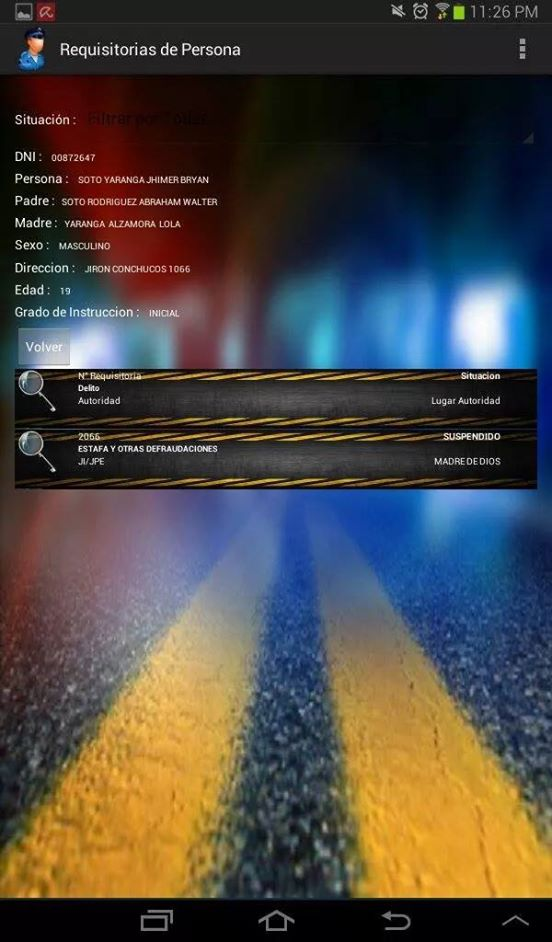 11:26 PM
Requisitorias de Persona
Situación : Filtrar por Todas
DNI : 00872647
Persona : SOTO YARANGA JHIMER BRYAN
Padre : SOTO RODRIGUEZ ABRAHAM WALTER
Madre : YARANGA ALZAMORA LOLA
Sexo : MASCULINO
Direccion : JIRON CONCHUCOS 1066
Edad : 19
Grado de Instruccion : INICIAL
Volver
N° Requisitoria Situacion
Delito
Autoridad Lugar Autoridad
2066 SUSPENDIDO
ESTAFA Y OTRAS DEFRAUDACIONES
JI/JPE MADRE DE DIOS